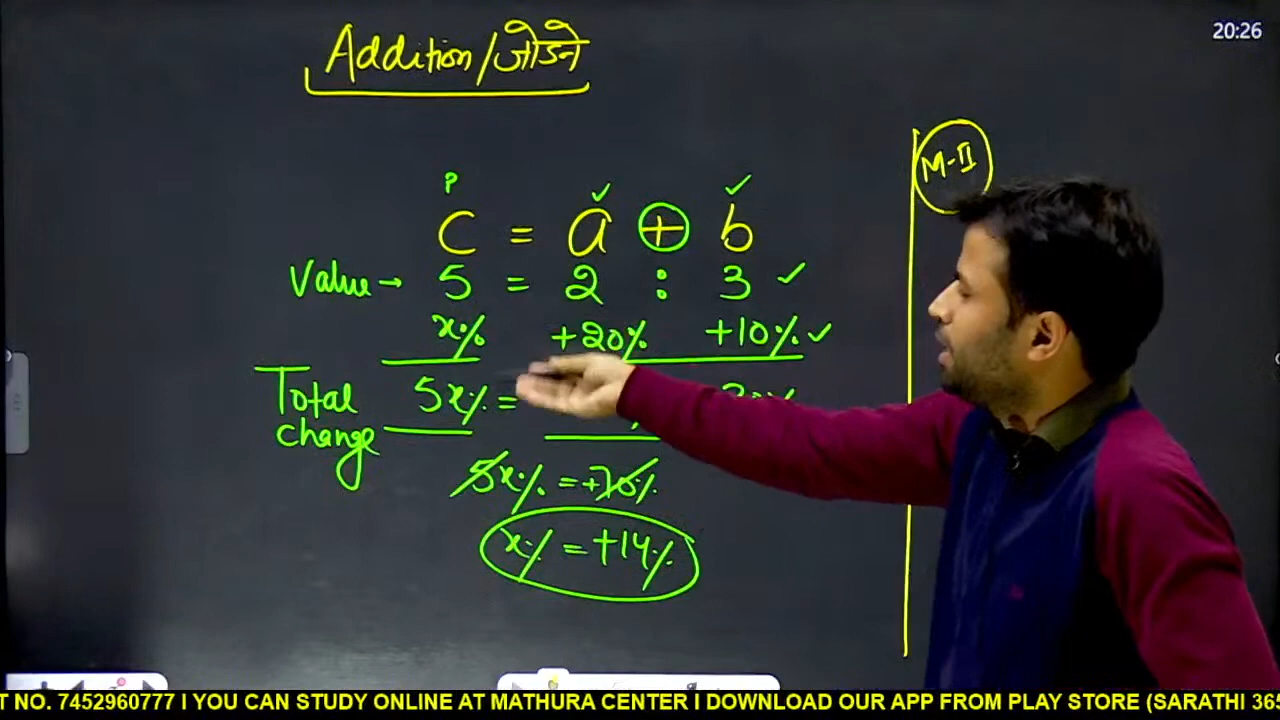 20:26
Addition/जोडने
M-II
P ✓ ✓
C = a + b
Value → 5 = 2 : 3 ✓
x% +20% +10% ✓
Total change 5x% =
5x% = +70%
x% = +14%
T NO. 7452960777 I YOU CAN STUDY ONLINE AT MATHURA CENTER I DOWNLOAD OUR APP FROM PLAY STORE (SARATHI 365